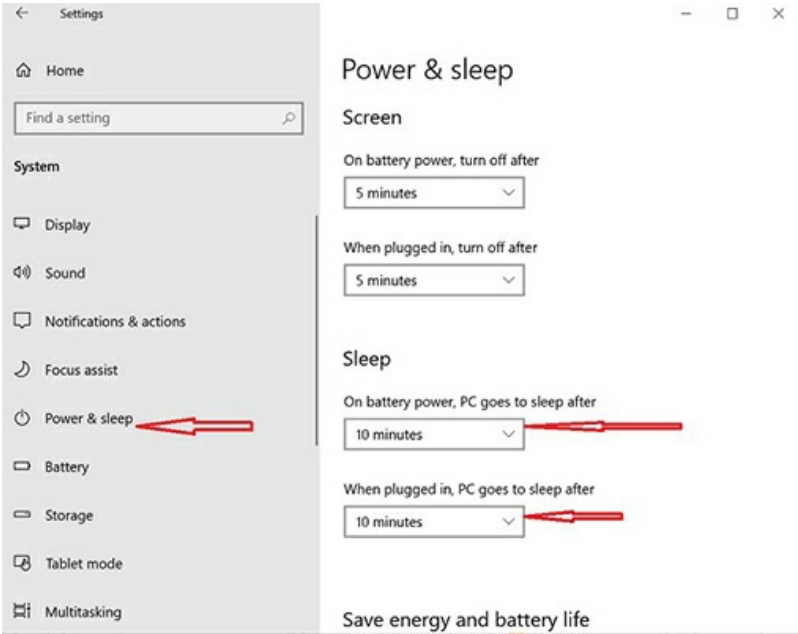 Settings
Home
Find a setting
System
Display
Sound
Notifications & actions
Focus assist
Power & sleep
Battery
Storage
Tablet mode
Multitasking
Power & sleep
Screen
On battery power, turn off after
5 minutes
When plugged in, turn off after
5 minutes
Sleep
On battery power, PC goes to sleep after
10 minutes
When plugged in, PC goes to sleep after
10 minutes
Save energy and battery life